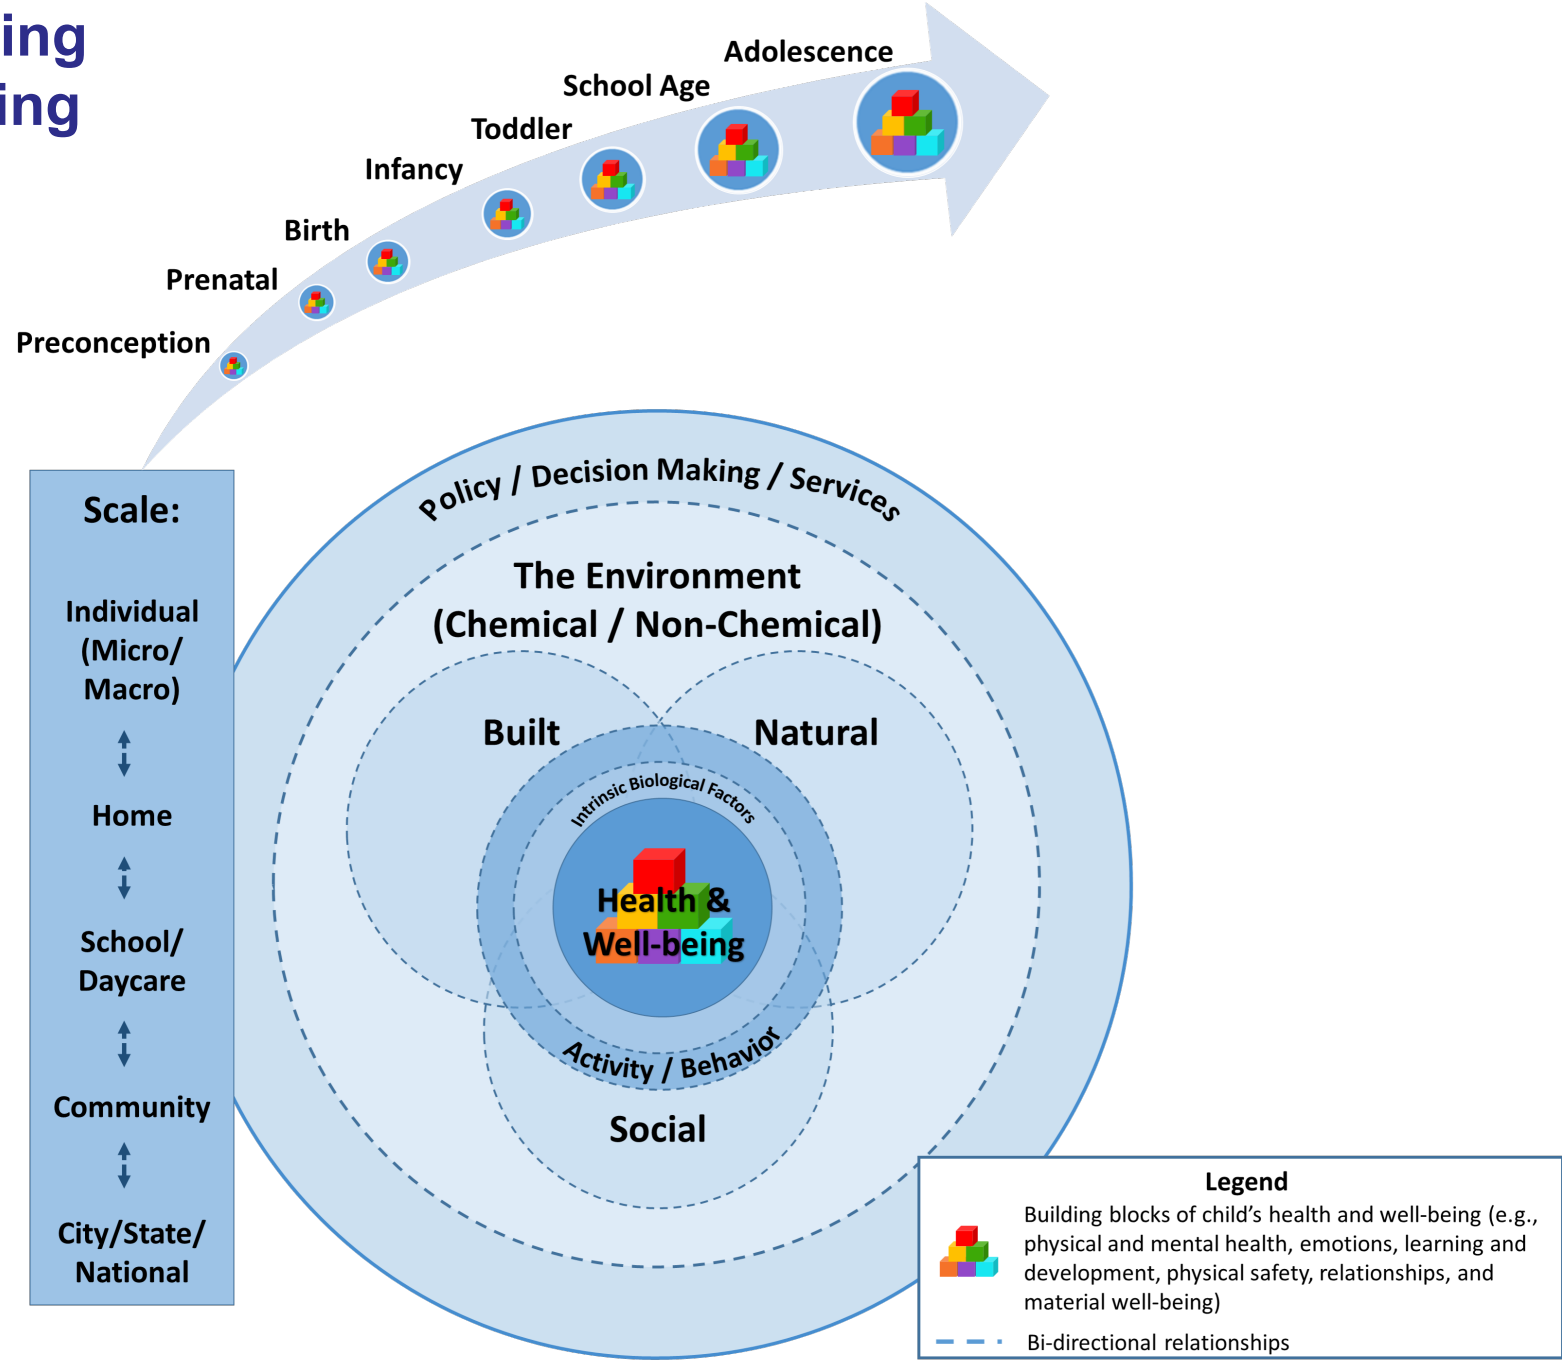 ing
ing
Adolescence
School Age
Toddler
Infancy
Birth
Prenatal
Preconception
Scale:
Individual
(Micro/
Macro)
Home
School/
Daycare
Community
City/State/
National
Policy / Decision Making / Services
The Environment
(Chemical / Non-Chemical)
Built
Natural
Intrinsic Biological Factors
Health &
Well-being
Activity / Behavior
Social
Legend
Building blocks of child’s health and well-being (e.g.,
physical and mental health, emotions, learning and
development, physical safety, relationships, and
material well-being)
Bi-directional relationships